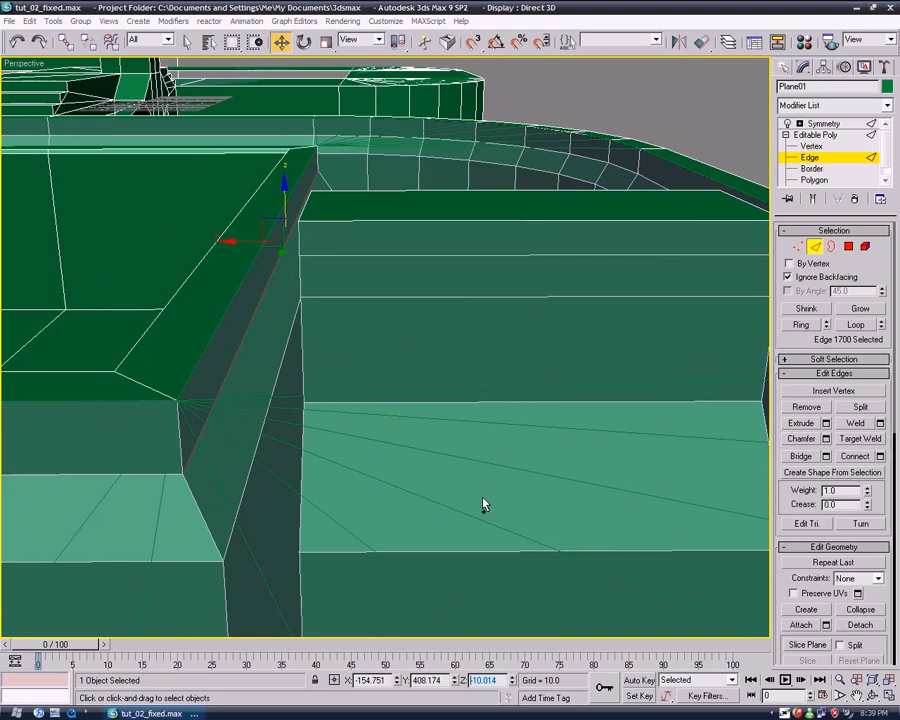 tut_02_fixed.max - Project Folder: C:\Documents and Settings\Me\My Documents\3dsmax - Autodesk 3ds Max 9 SP2 - Display : Direct 3D
File Edit Tools Group Views Create Modifiers reactor Animation Graph Editors Rendering Customize MAXScript Help
All View View
Perspective
Plane01
Modifier List
Symmetry
Editable Poly
Vertex
Edge
Border
Polygon
Selection
By Vertex
Ignore Backfacing
By Angle: 45.0
Shrink Grow
Ring Loop
Edge 1700 Selected
Soft Selection
Edit Edges
Insert Vertex
Remove Split
Extrude Weld
Chamfer Target Weld
Bridge Connect
Create Shape From Selection
Weight: 1.0
Crease: 0.0
Edit Tri. Turn
Edit Geometry
Repeat Last
Constraints: None
Preserve UVs
Create Collapse
Attach Detach
Slice Plane Split
Slice Reset Plane
z
0 / 100
0 5 10 15 20 25 30 35 40 45 50 55 60 65 70 75 80 85 90 95 100
1 Object Selected X: -154.751 Y: 408.174 Z: -10.014 Grid = 10.0 Auto Key Selected
Click or click-and-drag to select objects Add Time Tag Set Key Key Filters... 0
tut_02_fixed.max ... 8:39 PM